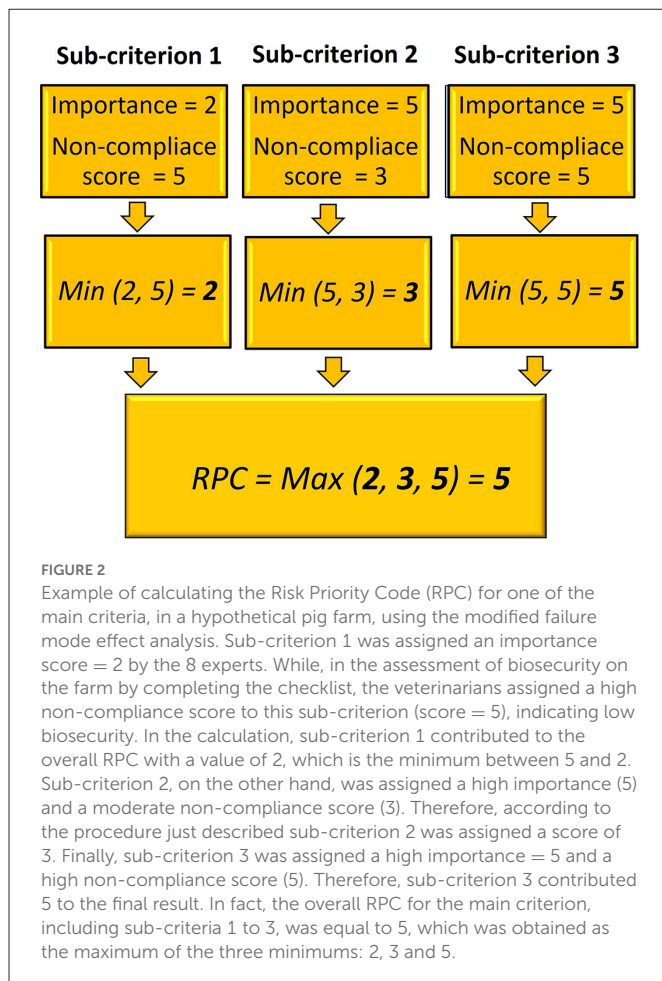 Sub-criterion 1 Sub-criterion 2 Sub-criterion 3
Importance = 2 Importance = 5 Importance = 5
Non-compliace Non-compliance Non-compliance
score = 5 score = 3 score = 5
Min (2, 5) = 2 Min (5, 3) = 3 Min (5, 5) = 5
RPC = Max (2, 3, 5) = 5
FIGURE 2
Example of calculating the Risk Priority Code (RPC) for one of the
main criteria, in a hypothetical pig farm, using the modified failure
mode effect analysis. Sub-criterion 1 was assigned an importance
score = 2 by the 8 experts. While, in the assessment of biosecurity on
the farm by completing the checklist, the veterinarians assigned a high
non-compliance score to this sub-criterion (score = 5), indicating low
biosecurity. In the calculation, sub-criterion 1 contributed to the
overall RPC with a value of 2, which is the minimum between 5 and 2.
Sub-criterion 2, on the other hand, was assigned a high importance (5)
and a moderate non-compliance score (3). Therefore, according to
the procedure just described sub-criterion 2 was assigned a score of
3. Finally, sub-criterion 3 was assigned a high importance = 5 and a
high non-compliance score (5). Therefore, sub-criterion 3 contributed
5 to the final result. In fact, the overall RPC for the main criterion,
including sub-criteria 1 to 3, was equal to 5, which was obtained as
the maximum of the three minimums: 2, 3 and 5.